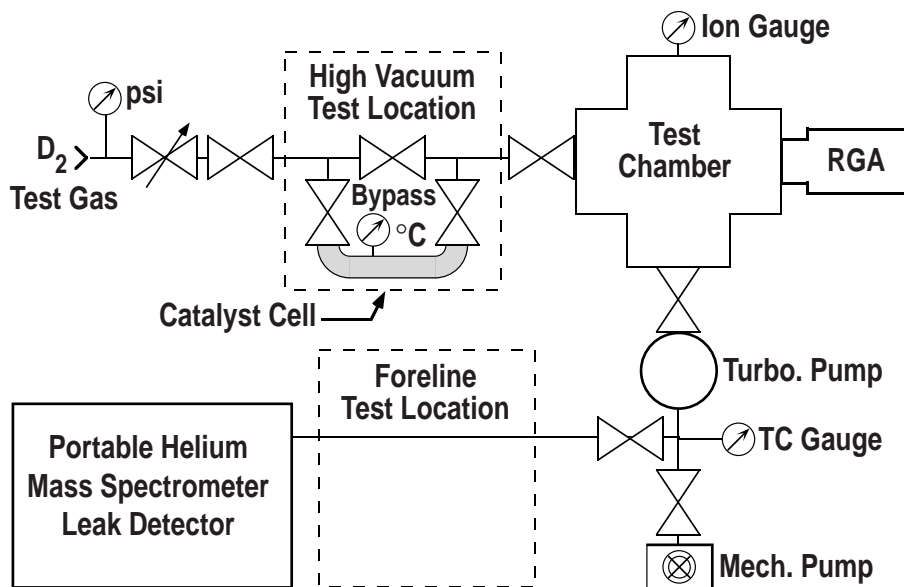 Ion Gauge
psi
High Vacuum
Test Location
D2
Test Gas
Bypass
°C
Test
Chamber
RGA
Catalyst Cell
Turbo. Pump
Foreline
Test Location
TC Gauge
Portable Helium
Mass Spectrometer
Leak Detector
Mech. Pump